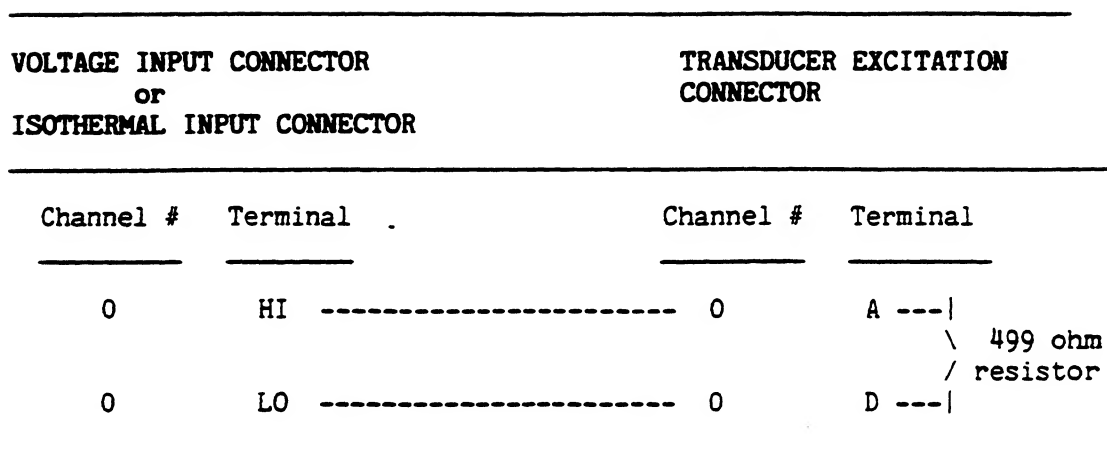 VOLTAGE INPUT CONNECTOR TRANSDUCER EXCITATION
or CONNECTOR
ISOTHERMAL INPUT CONNECTOR
Channel # Terminal . Channel # Terminal
0 HI ----------------------- 0 A ---|
\ 499 ohm
/ resistor
0 LO ----------------------- 0 D ---|